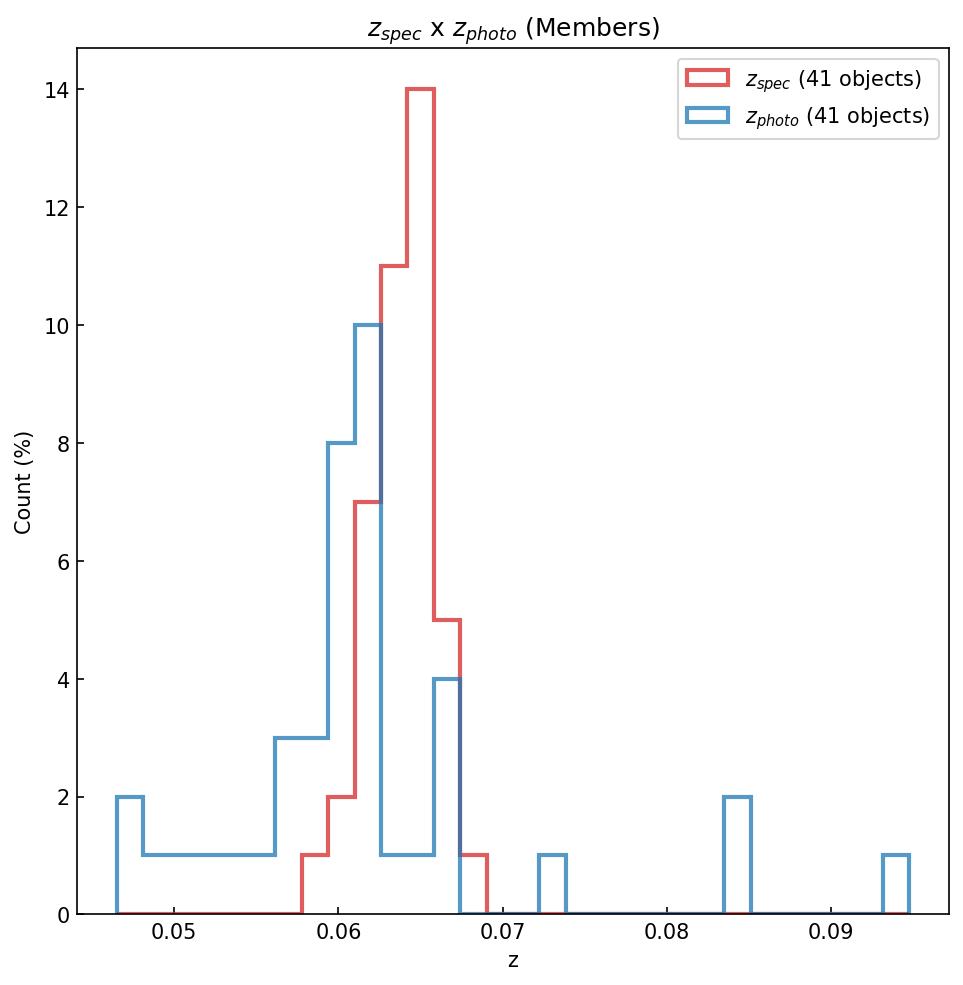 z_spec x z_photo (Members)
z_spec (41 objects)
z_photo (41 objects)
Count (%)
14
12
10
8
6
4
2
0
0.05 0.06 0.07 0.08 0.09
z